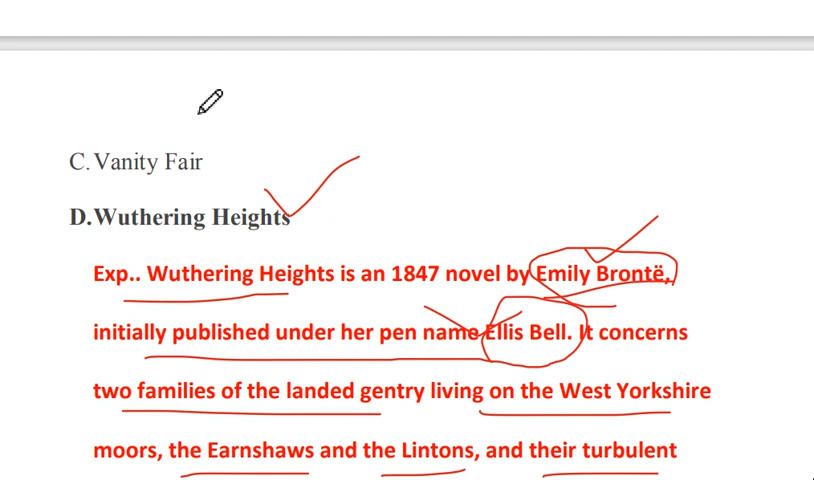 C. Vanity Fair
D.Wuthering Heights
Exp.. Wuthering Heights is an 1847 novel by Emily Brontë,,
initially published under her pen name Ellis Bell. It concerns
two families of the landed gentry living on the West Yorkshire
moors, the Earnshaws and the Lintons, and their turbulent